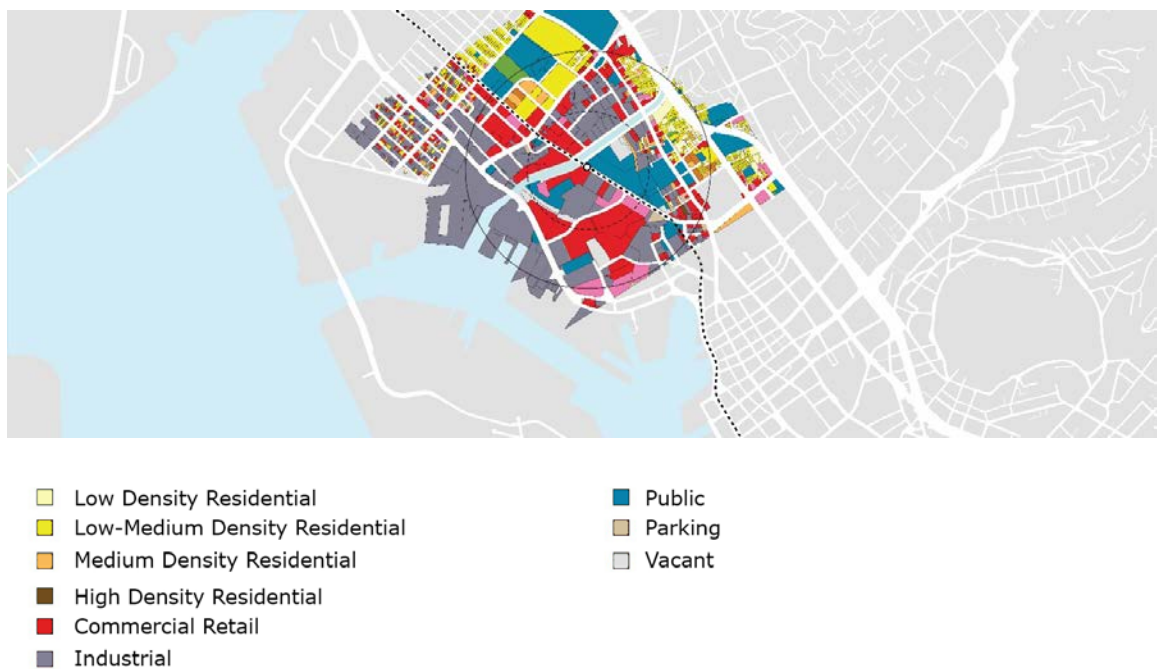 Low Density Residential
Low-Medium Density Residential
Medium Density Residential
High Density Residential
Commercial Retail
Industrial
Public
Parking
Vacant